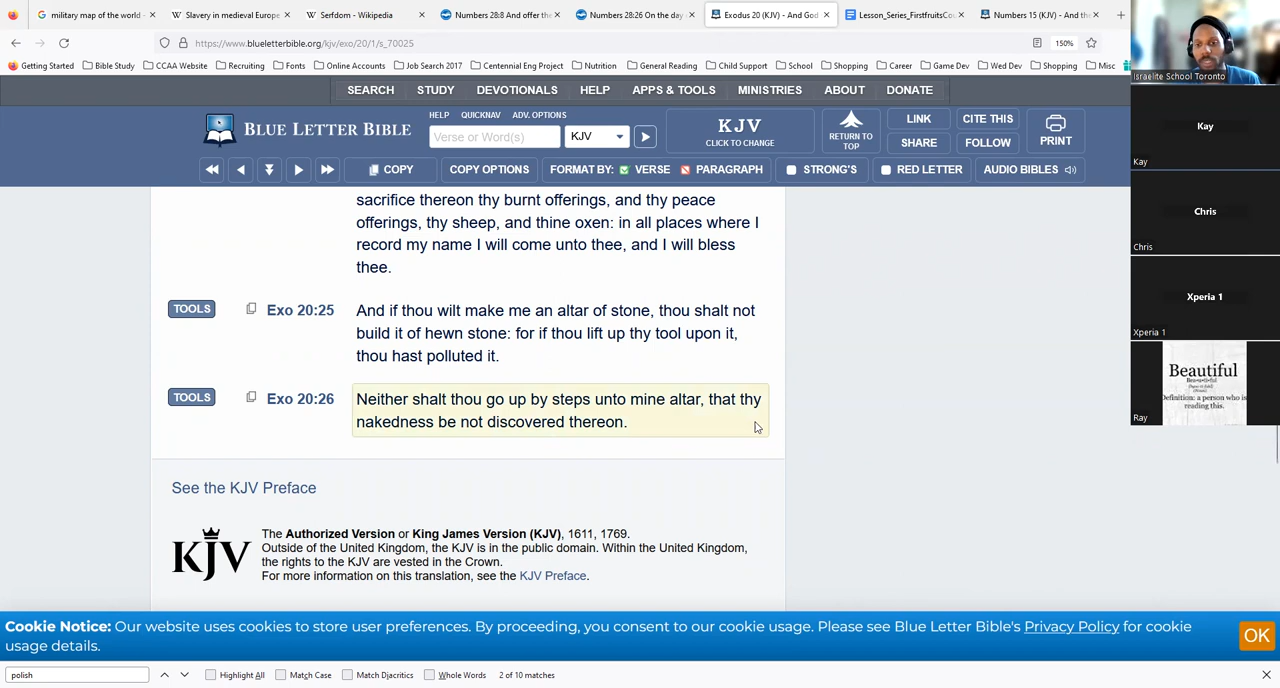 military map of the world -
Slavery in medieval Europe
Serfdom - Wikipedia
Numbers 28:8 And offer the
Numbers 28:26 On the day
Exodus 20 (KJV) - And God
Lesson_Series_FirstfruitsCou
Numbers 15 (KJV) - And the
https://www.blueletterbible.org/kjv/exo/20/1/s_70025
150%
Getting Started
Bible Study
CCAA Website
Recruiting
Fonts
Online Accounts
Job Search 2017
Centennial Eng Project
Nutrition
General Reading
Child Support
School
Shopping
Career
Game Dev
Wed Dev
Shopping
Misc
SEARCH STUDY DEVOTIONALS HELP APPS & TOOLS MINISTRIES ABOUT DONATE
BLUE LETTER BIBLE
HELP QUICKNAV ADV. OPTIONS
Verse or Word(s)
KJV
KJV
CLICK TO CHANGE
RETURN TO
TOP
LINK
CITE THIS
SHARE
FOLLOW
PRINT
COPY
COPY OPTIONS
FORMAT BY: VERSE PARAGRAPH
STRONG'S
RED LETTER
AUDIO BIBLES
sacrifice thereon thy burnt offerings, and thy peace
offerings, thy sheep, and thine oxen: in all places where I
record my name I will come unto thee, and I will bless
thee.
TOOLS Exo 20:25 And if thou wilt make me an altar of stone, thou shalt not
build it of hewn stone: for if thou lift up thy tool upon it,
thou hast polluted it.
TOOLS Exo 20:26 Neither shalt thou go up by steps unto mine altar, that thy
nakedness be not discovered thereon.
See the KJV Preface
KJV
The Authorized Version or King James Version (KJV), 1611, 1769.
Outside of the United Kingdom, the KJV is in the public domain. Within the United Kingdom,
the rights to the KJV are vested in the Crown.
For more information on this translation, see the KJV Preface.
Cookie Notice: Our website uses cookies to store user preferences. By proceeding, you consent to our cookie usage. Please see Blue Letter Bible's Privacy Policy for cookie
usage details.
OK
polish
Highlight All
Match Case
Match Diacritics
Whole Words
2 of 10 matches
Israelite School Toronto
Kay
Kay
Chris
Chris
Xperia 1
Xperia 1
Beautiful
Definition: a person who is
reading this.
Ray